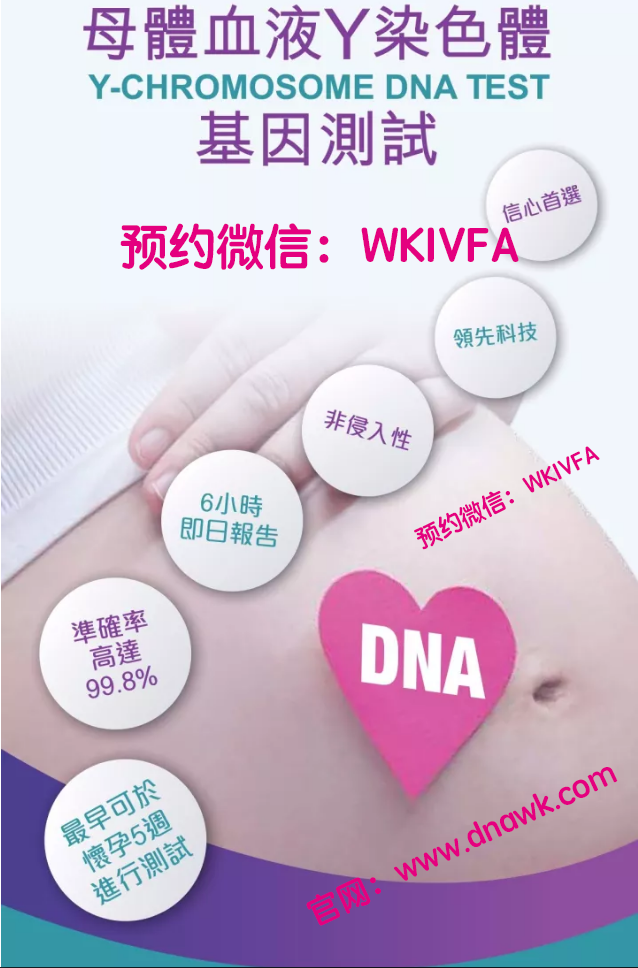 母體血液Y染色體
Y-CHROMOSOME DNA TEST
基因測試
信心首選
预约微信：WKIVFA
領先科技
非侵入性
预约微信：WKIVFA
6小時
即日報告
準確率
高達
99.8%
DNA
最早可於
懷孕5週
進行測試
官网：www.dnawk.com